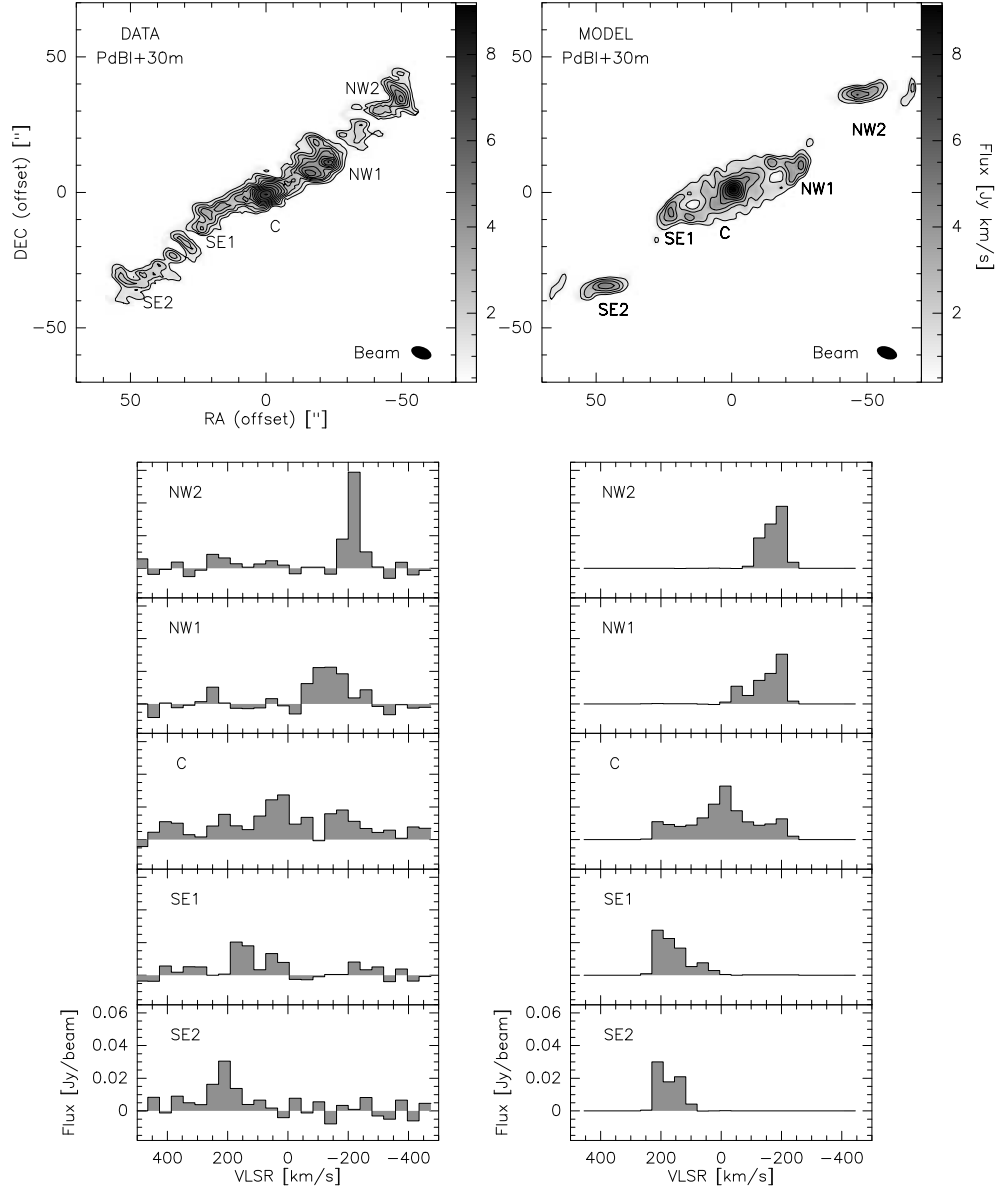 DATA
PdBI+30m
NW2
NW1
C
SE1
SE2
Beam
50
0
−50
DEC (offset) ["]
50
0
−50
RA (offset) ["]
8
6
4
2
MODEL
PdBI+30m
NW2
NW1
C
SE1
SE2
Beam
50
0
−50
50
0
−50
8
6
4
2
Flux [Jy km/s]
NW2
NW1
C
SE1
SE2
0.06
0.04
0.02
0
Flux [Jy/beam]
400
200
0
−200
−400
VLSR [km/s]
NW2
NW1
C
SE1
SE2
0.06
0.04
0.02
0
Flux [Jy/beam]
400
200
0
−200
−400
VLSR [km/s]